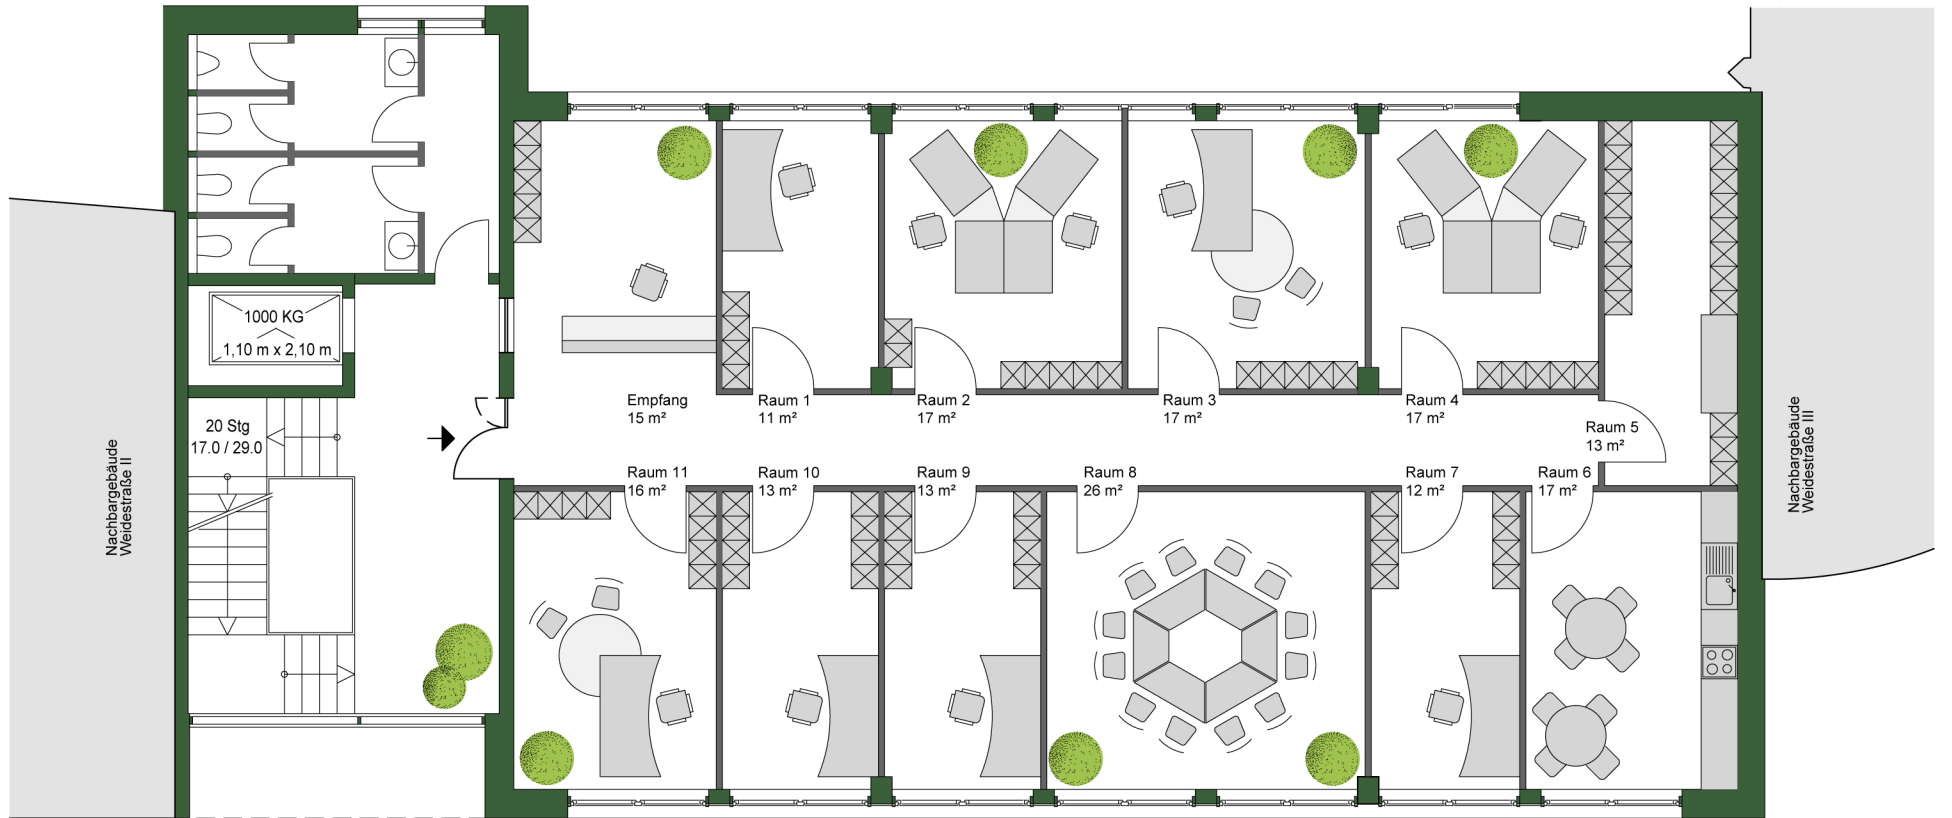 1000 KG
1,10 m x 2,10 m
20 Stg
17.0 / 29.0
Nachbargebäude
Weidestraße II
Empfang
15 m²
Raum 1
11 m²
Raum 2
17 m²
Raum 3
17 m²
Raum 4
17 m²
Raum 5
13 m²
Raum 11
16 m²
Raum 10
13 m²
Raum 9
13 m²
Raum 8
26 m²
Raum 7
12 m²
Raum 6
17 m²
Nachbargebäude
Weidestraße III